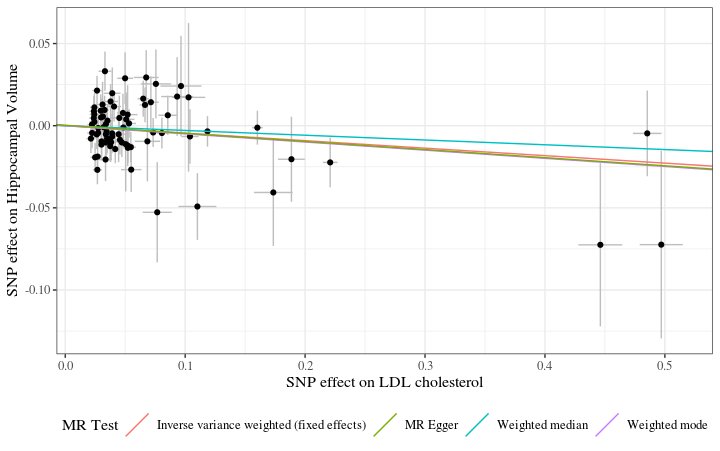 SNP effect on Hippocampal Volume
0.05
0.00
-0.05
-0.10
0.0 0.1 0.2 0.3 0.4 0.5
SNP effect on LDL cholesterol
MR Test Inverse variance weighted (fixed effects) MR Egger Weighted median Weighted mode